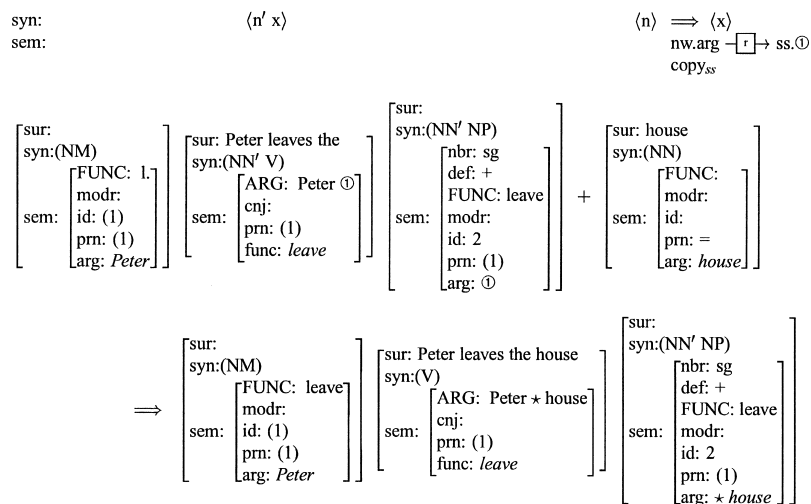 syn: ⟨n′ x⟩ ⟨n⟩ ⟹ ⟨x⟩
sem: nw.arg –[r]→ ss.①
copy_ss
[sur:
syn:(NM)
sem: [FUNC: l.
modr:
id: (1)
prn: (1)
arg: Peter]]
[sur: Peter leaves the
syn:(NN′ V)
sem: [ARG: Peter ①
cnj:
prn: (1)
func: leave]]
[sur:
syn:(NN′ NP)
sem: [nbr: sg
def: +
FUNC: leave
modr:
id: 2
prn: (1)
arg: ①]]
+
[sur: house
syn:(NN)
sem: [FUNC:
modr:
id:
prn: =
arg: house]]
⟹
[sur:
syn:(NM)
sem: [FUNC: leave
modr:
id: (1)
prn: (1)
arg: Peter]]
[sur: Peter leaves the house
syn:(V)
sem: [ARG: Peter ⋆ house
cnj:
prn: (1)
func: leave]]
[sur:
syn:(NN′ NP)
sem: [nbr: sg
def: +
FUNC: leave
modr:
id: 2
prn: (1)
arg: ⋆ house]]